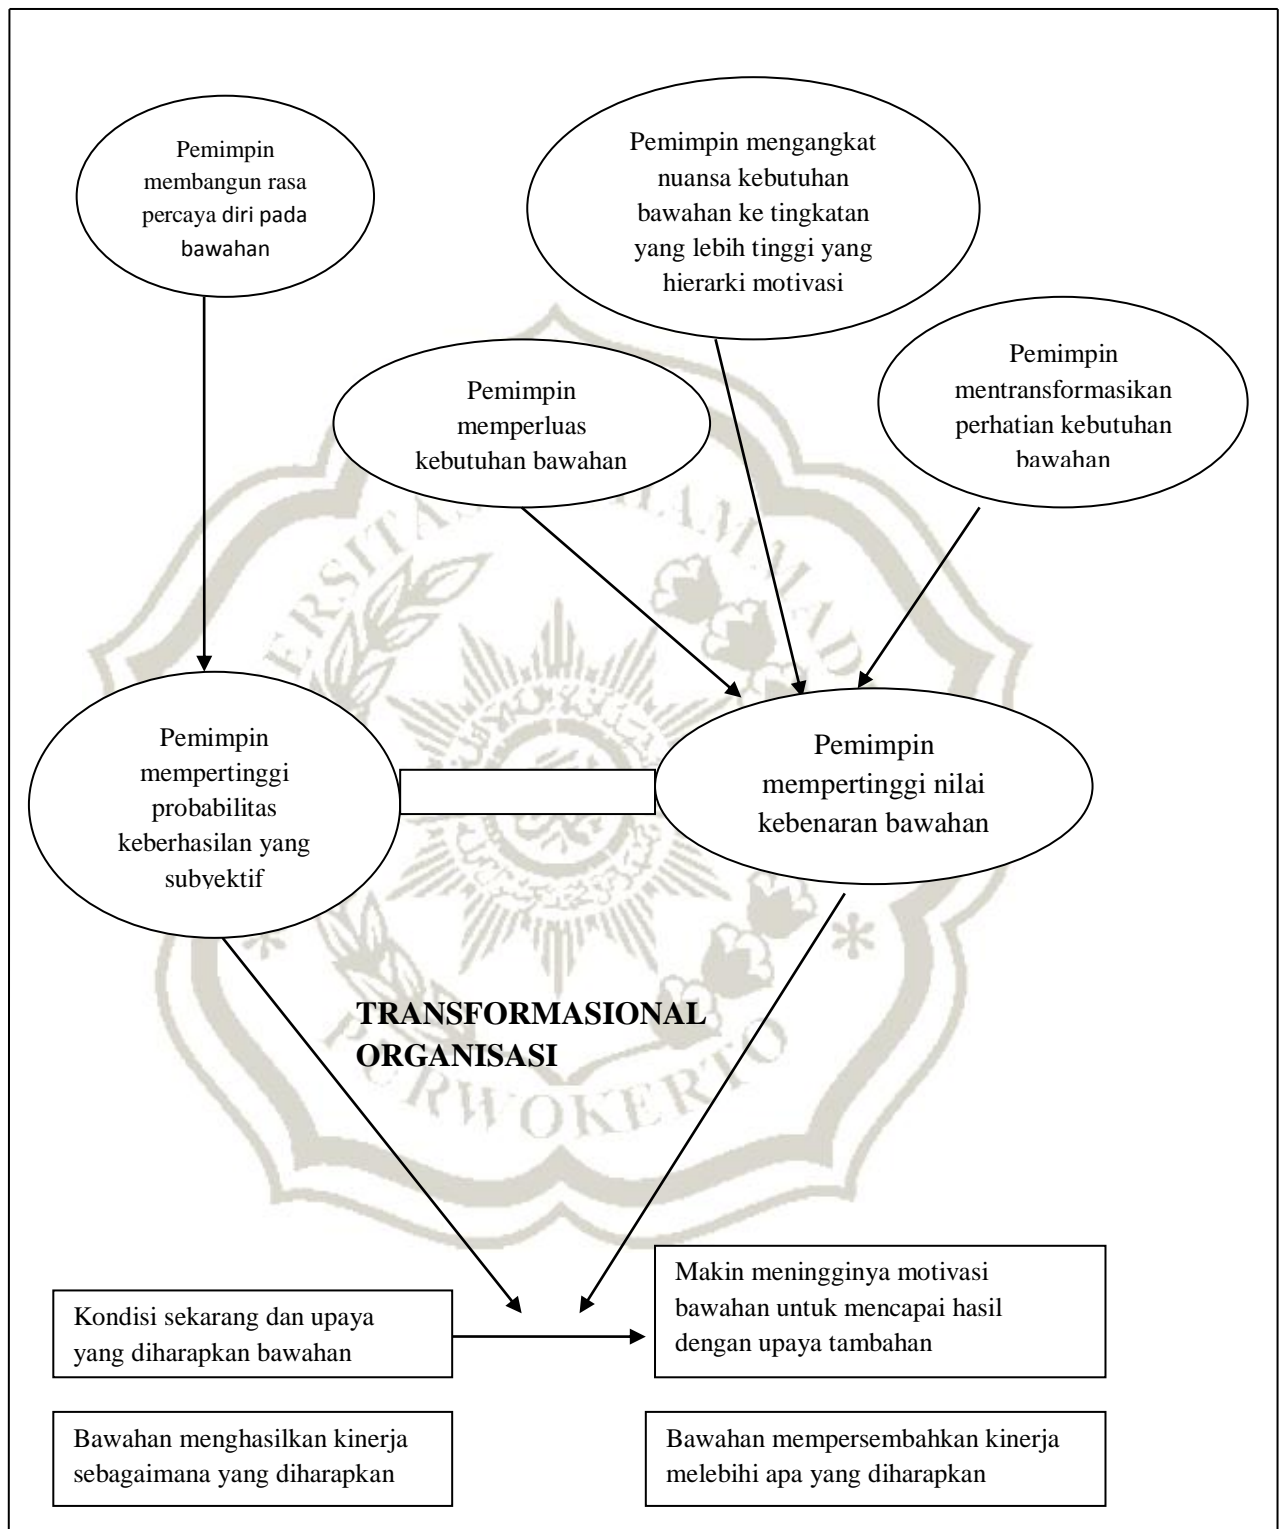 Pemimpin
membangun rasa
percaya diri pada
bawahan
Pemimpin mengangkat
nuansa kebutuhan
bawahan ke tingkatan
yang lebih tinggi yang
hierarki motivasi
Pemimpin
memperluas
kebutuhan bawahan
Pemimpin
mentransformasikan
perhatian kebutuhan
bawahan
Pemimpin
mempertinggi
probabilitas
keberhasilan yang
subyektif
Pemimpin
mempertinggi nilai
kebenaran bawahan
TRANSFORMASIONAL
ORGANISASI
PURWOKERTO
Kondisi sekarang dan upaya
yang diharapkan bawahan
Makin meningginya motivasi
bawahan untuk mencapai hasil
dengan upaya tambahan
Bawahan menghasilkan kinerja
sebagaimana yang diharapkan
Bawahan mempersembahkan kinerja
melebihi apa yang diharapkan